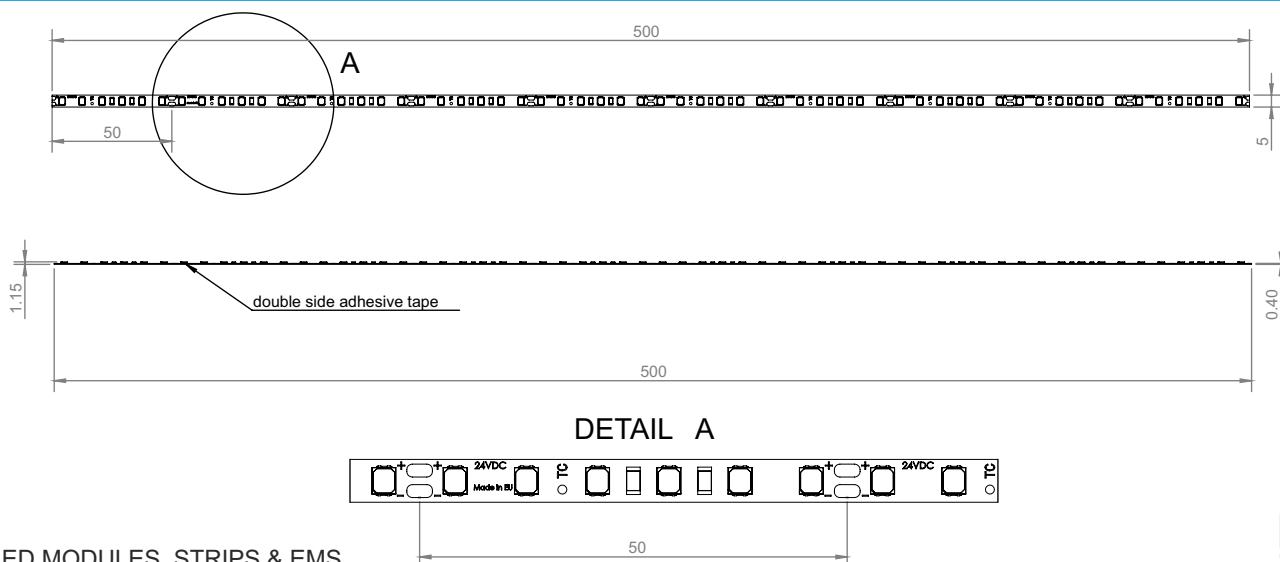 500
A
50
5
1.15
double side adhesive tape
0.40
500
DETAIL A
+ + 24VDC TC + + 24VDC TC
- - Made in EU - -
50
ED MODULES, STRIPS & EMS